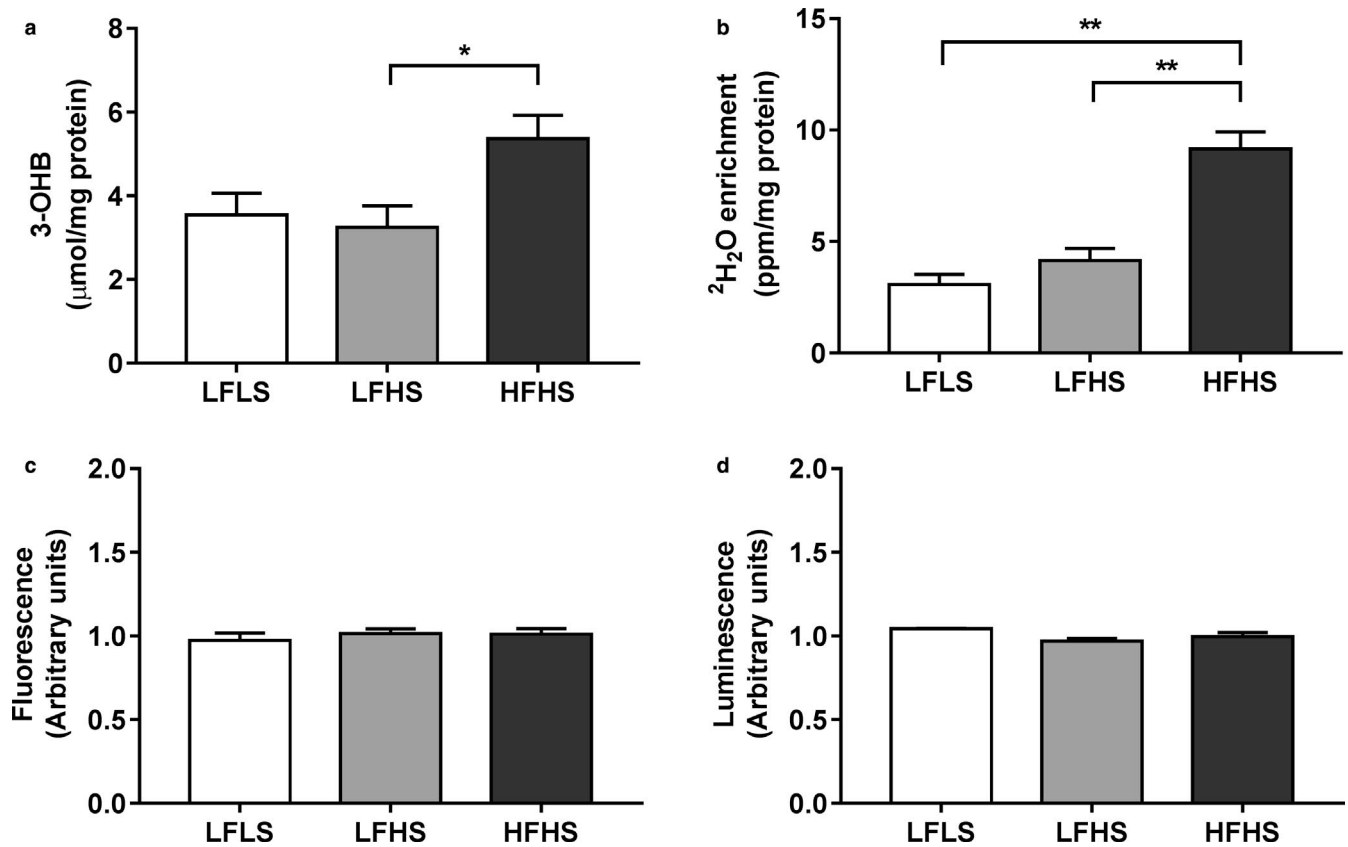 a
3-OHB
(μmol/mg protein)
8
6
4
2
0
*
LFLS LFHS HFHS
b
²H₂O enrichment
(ppm/mg protein)
15
10
5
0
**
**
LFLS LFHS HFHS
c
Fluorescence
(Arbitrary units)
2.0
1.5
1.0
0.5
0.0
LFLS LFHS HFHS
d
Luminescence
(Arbitrary units)
2.0
1.5
1.0
0.5
0.0
LFLS LFHS HFHS